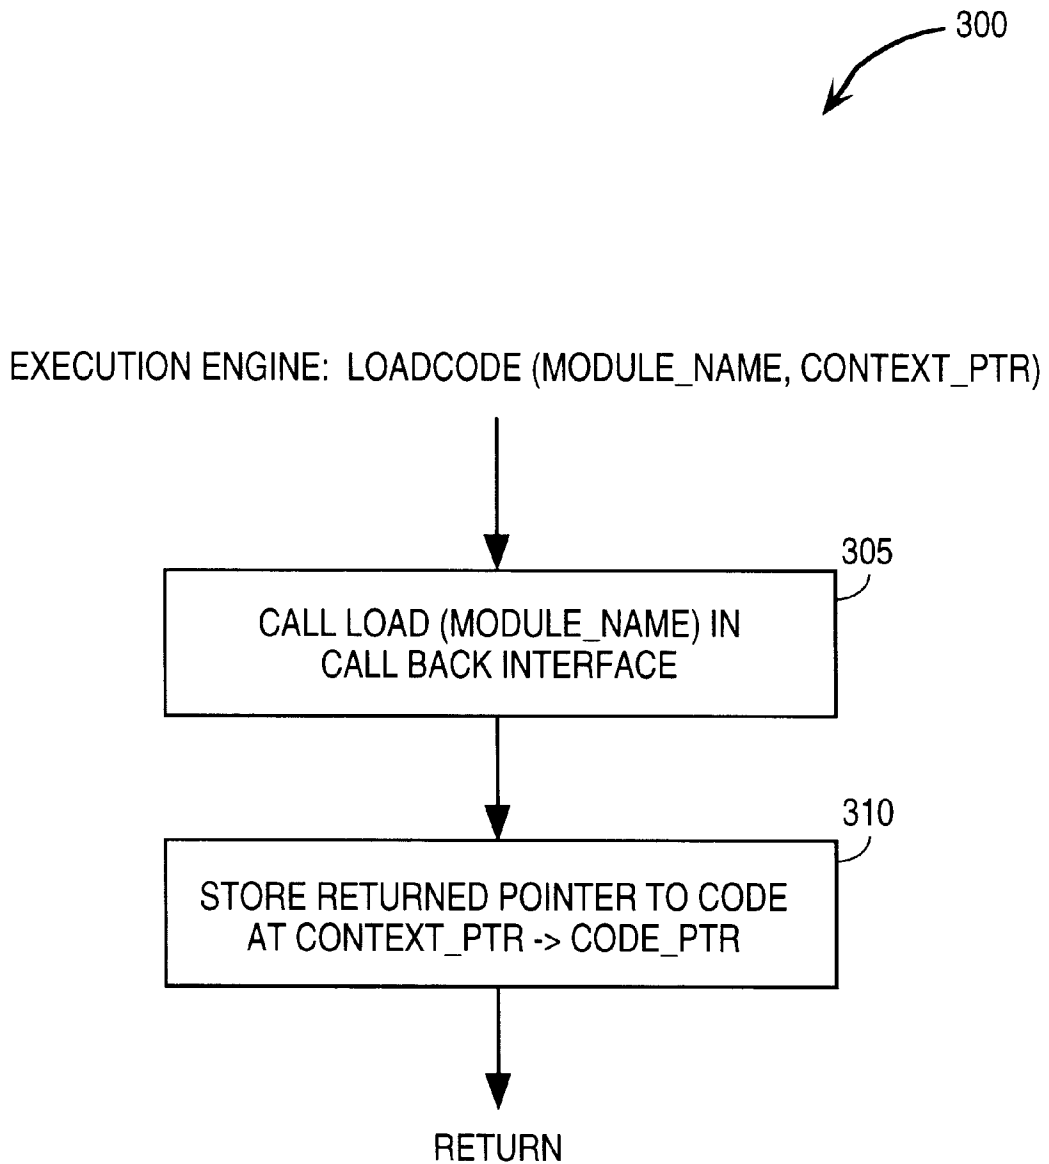 300
EXECUTION ENGINE: LOADCODE (MODULE_NAME, CONTEXT_PTR)
305
CALL LOAD (MODULE_NAME) IN
CALL BACK INTERFACE
310
STORE RETURNED POINTER TO CODE
AT CONTEXT_PTR -> CODE_PTR
RETURN